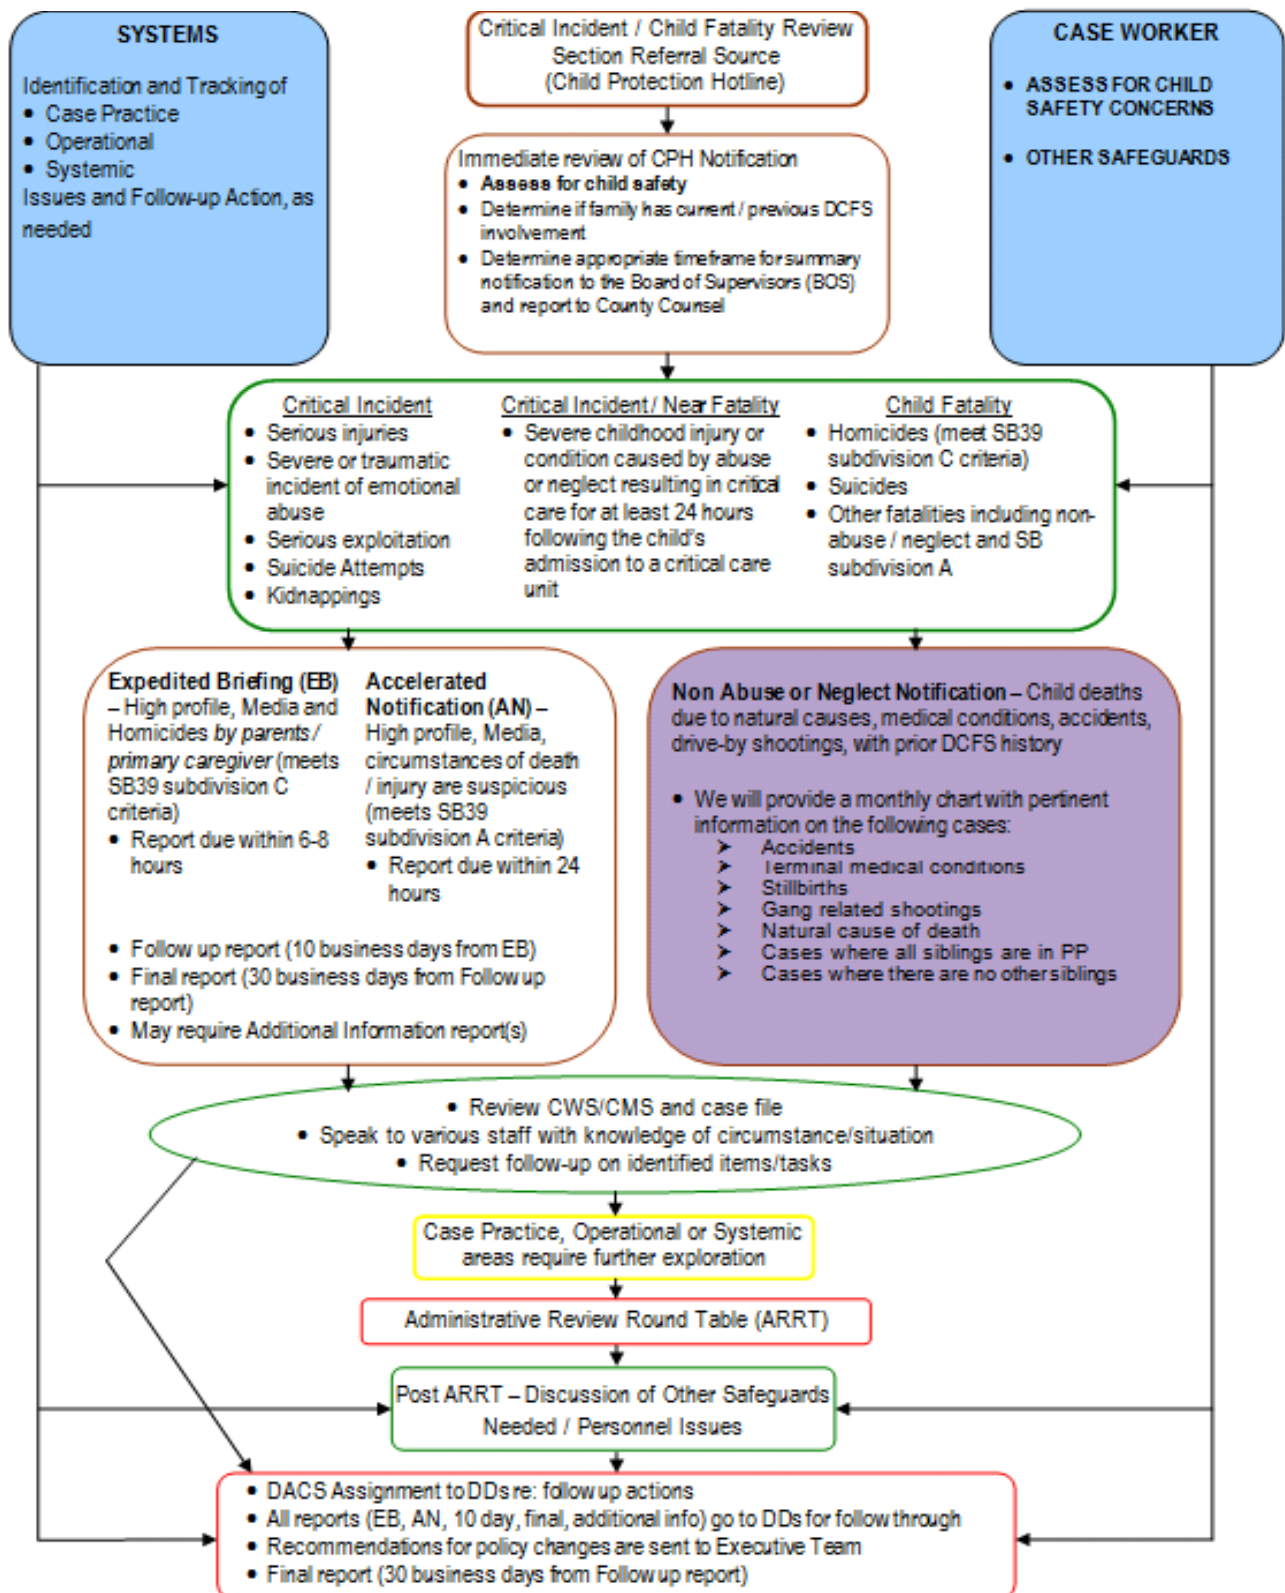 SYSTEMS
Identification and Tracking of
• Case Practice
• Operational
• Systemic
Issues and Follow-up Action, as
needed
Critical Incident / Child Fatality Review
Section Referral Source
(Child Protection Hotline)
CASE WORKER
• ASSESS FOR CHILD
SAFETY CONCERNS
• OTHER SAFEGUARDS
Immediate review of CPH Notification
• Assess for child safety
• Determine if family has current / previous DCFS
involvement
• Determine appropriate timeframe for summary
notification to the Board of Supervisors (BOS)
and report to County Counsel
Critical Incident
• Serious injuries
• Severe or traumatic
incident of emotional
abuse
• Serious exploitation
• Suicide Attempts
• Kidnappings
Critical Incident / Near Fatality
• Severe childhood injury or
condition caused by abuse
or neglect resulting in critical
care for at least 24 hours
following the child's
admission to a critical care
unit
Child Fatality
• Homicides (meet SB39
subdivision C criteria)
• Suicides
• Other fatalities including non-
abuse / neglect and SB
subdivision A
Expedited Briefing (EB)
– High profile, Media and
Homicides by parents /
primary caregiver (meets
SB39 subdivision C
criteria)
• Report due within 6-8
hours
Accelerated
Notification (AN) –
High profile, Media,
circumstances of death
/ injury are suspicious
(meets SB39
subdivision A criteria)
• Report due within 24
hours
• Follow up report (10 business days from EB)
• Final report (30 business days from Follow up
report)
• May require Additional Information report(s)
Non Abuse or Neglect Notification – Child deaths
due to natural causes, medical conditions, accidents,
drive-by shootings, with prior DCFS history
• We will provide a monthly chart with pertinent
information on the following cases:
➤ Accidents
➤ Terminal medical conditions
➤ Stillbirths
➤ Gang related shootings
➤ Natural cause of death
➤ Cases where all siblings are in PP
➤ Cases where there are no other siblings
• Review CWS/CMS and case file
• Speak to various staff with knowledge of circumstance/situation
• Request follow-up on identified items/tasks
Case Practice, Operational or Systemic
areas require further exploration
Administrative Review Round Table (ARRT)
Post ARRT – Discussion of Other Safeguards
Needed / Personnel Issues
• DACS Assignment to DDs re: follow up actions
• All reports (EB, AN, 10 day, final, additional info) go to DDs for follow through
• Recommendations for policy changes are sent to Executive Team
• Final report (30 business days from Follow up report)